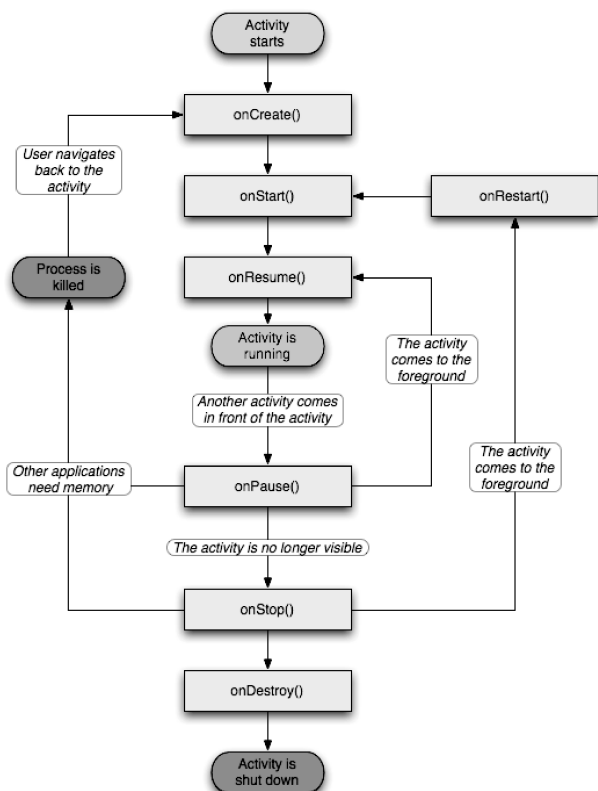 Activity
starts
onCreate()
User navigates
back to the
activity
onStart()
onRestart()
Process is
killed
onResume()
Activity is
running
The activity
comes to the
foreground
Another activity comes
in front of the activity
The activity
comes to the
foreground
Other applications
need memory
onPause()
The activity is no longer visible
onStop()
onDestroy()
Activity is
shut down